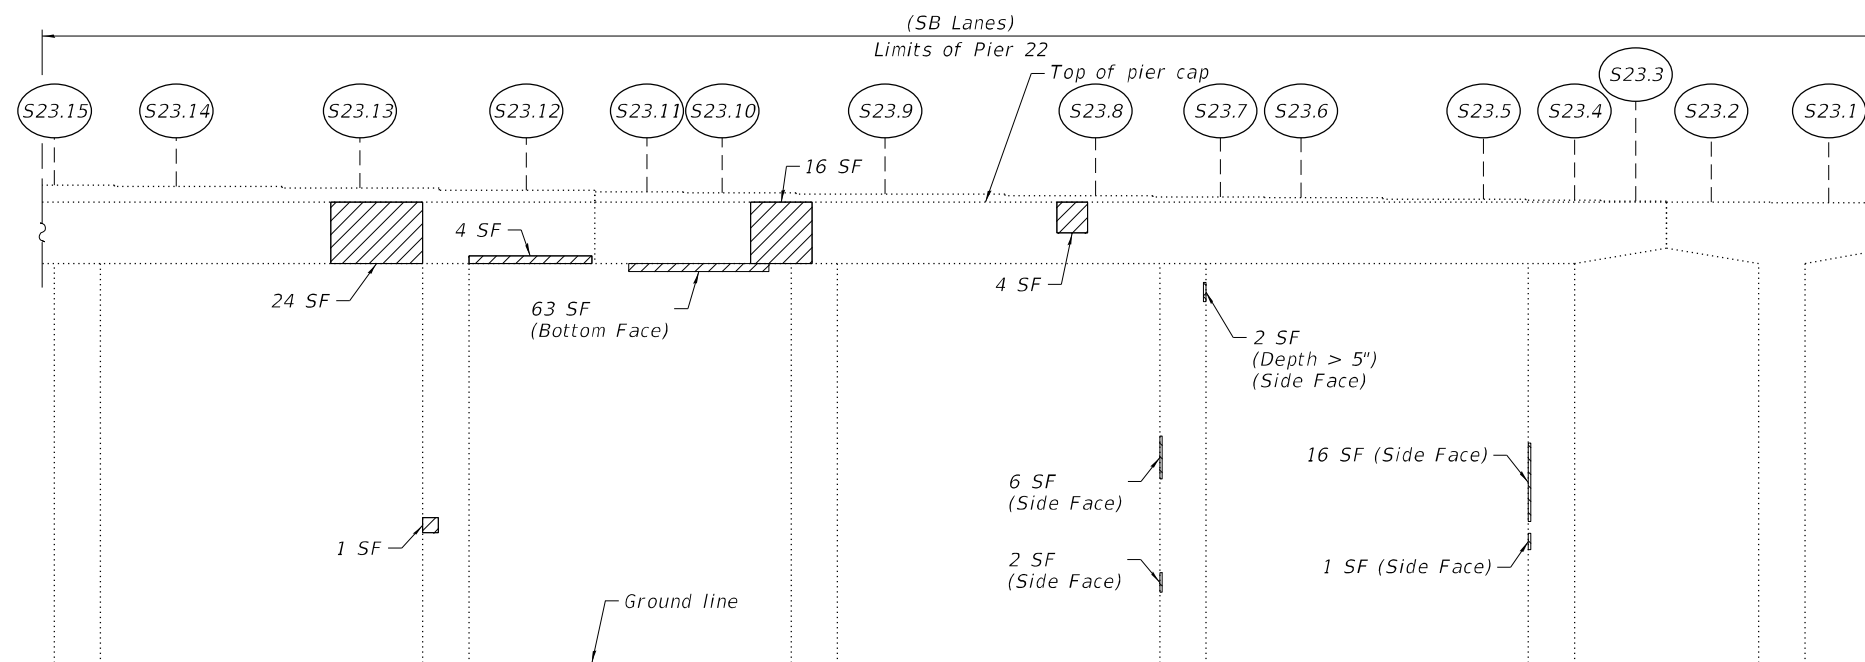 (SB Lanes)
Limits of Pier 22
Top of pier cap
S23.15
S23.14
S23.13
S23.12
S23.11
S23.10
S23.9
S23.8
S23.7
S23.6
S23.5
S23.4
S23.3
S23.2
S23.1
16 SF
4 SF
24 SF
63 SF
(Bottom Face)
4 SF
2 SF
(Depth > 5")
(Side Face)
6 SF
(Side Face)
16 SF (Side Face)
1 SF
2 SF
(Side Face)
1 SF (Side Face)
Ground line